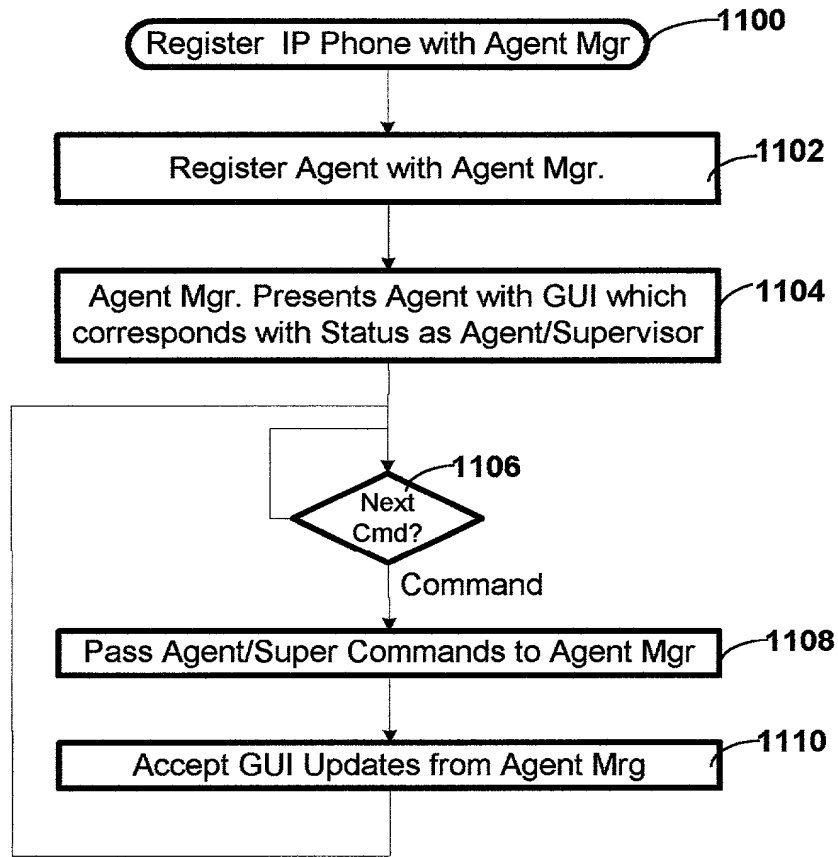 Register IP Phone with Agent Mgr
1100
Register Agent with Agent Mgr.
1102
Agent Mgr. Presents Agent with GUI which
corresponds with Status as Agent/Supervisor
1104
1106
Next
Cmd?
Command
Pass Agent/Super Commands to Agent Mgr
1108
Accept GUI Updates from Agent Mrg
1110